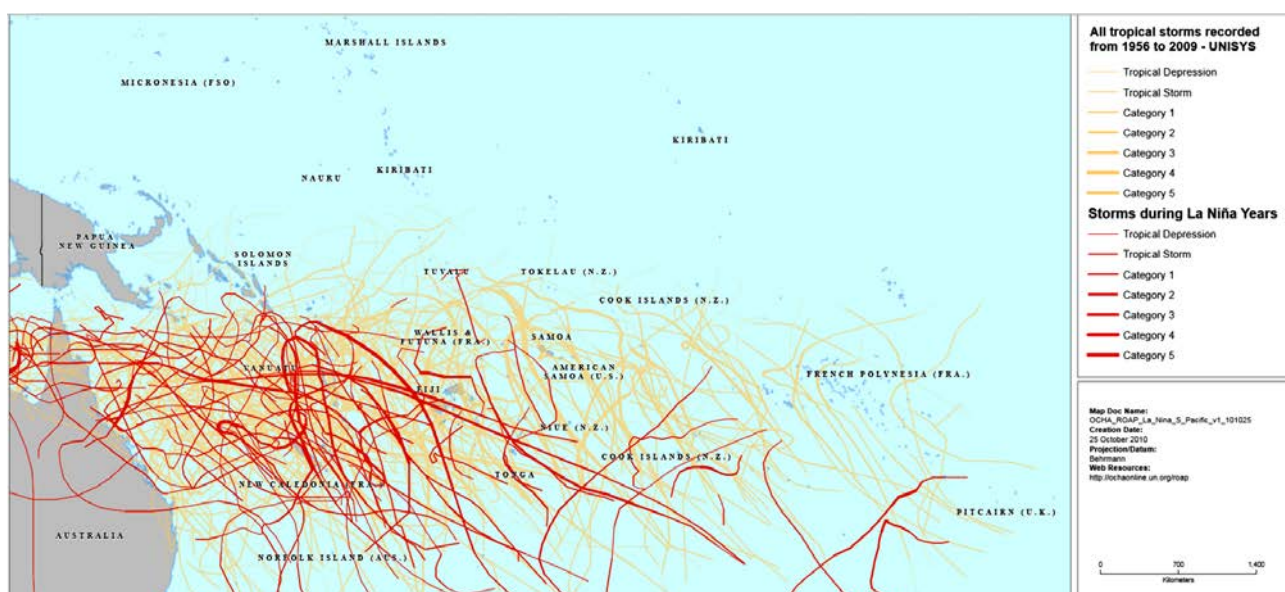 MARSHALL ISLANDS
MICRONESIA (FSO)
KIRIBATI
KIRIBATI
NAURU
PAPUA
NEW GUINEA
SOLOMON
ISLANDS
TUVALU
TOKELAU (N.Z.)
COOK ISLANDS (N.Z.)
WALLIS &
FUTUNA (FRA.)
SAMOA
VANUATU
AMERICAN
SAMOA (U.S.)
FRENCH POLYNESIA (FRA.)
FIJI
NIUE (N.Z.)
COOK ISLANDS (N.Z.)
TONGA
NEW CALEDONIA (FRA.)
PITCAIRN (U.K.)
AUSTRALIA
NORFOLK ISLAND (AUS.)
All tropical storms recorded
from 1956 to 2009 - UNISYS
Tropical Depression
Tropical Storm
Category 1
Category 2
Category 3
Category 4
Category 5
Storms during La Niña Years
Tropical Depression
Tropical Storm
Category 1
Category 2
Category 3
Category 4
Category 5
Map Doc Name:
OCHA_ROAP_La_Nina_S_Pacific_v1_101025
Creation Date:
25 October 2010
Projection/Datum:
Behrmann
Web Resources:
http://ochaonline.un.org/roap
0 700 1,400
Kilometers